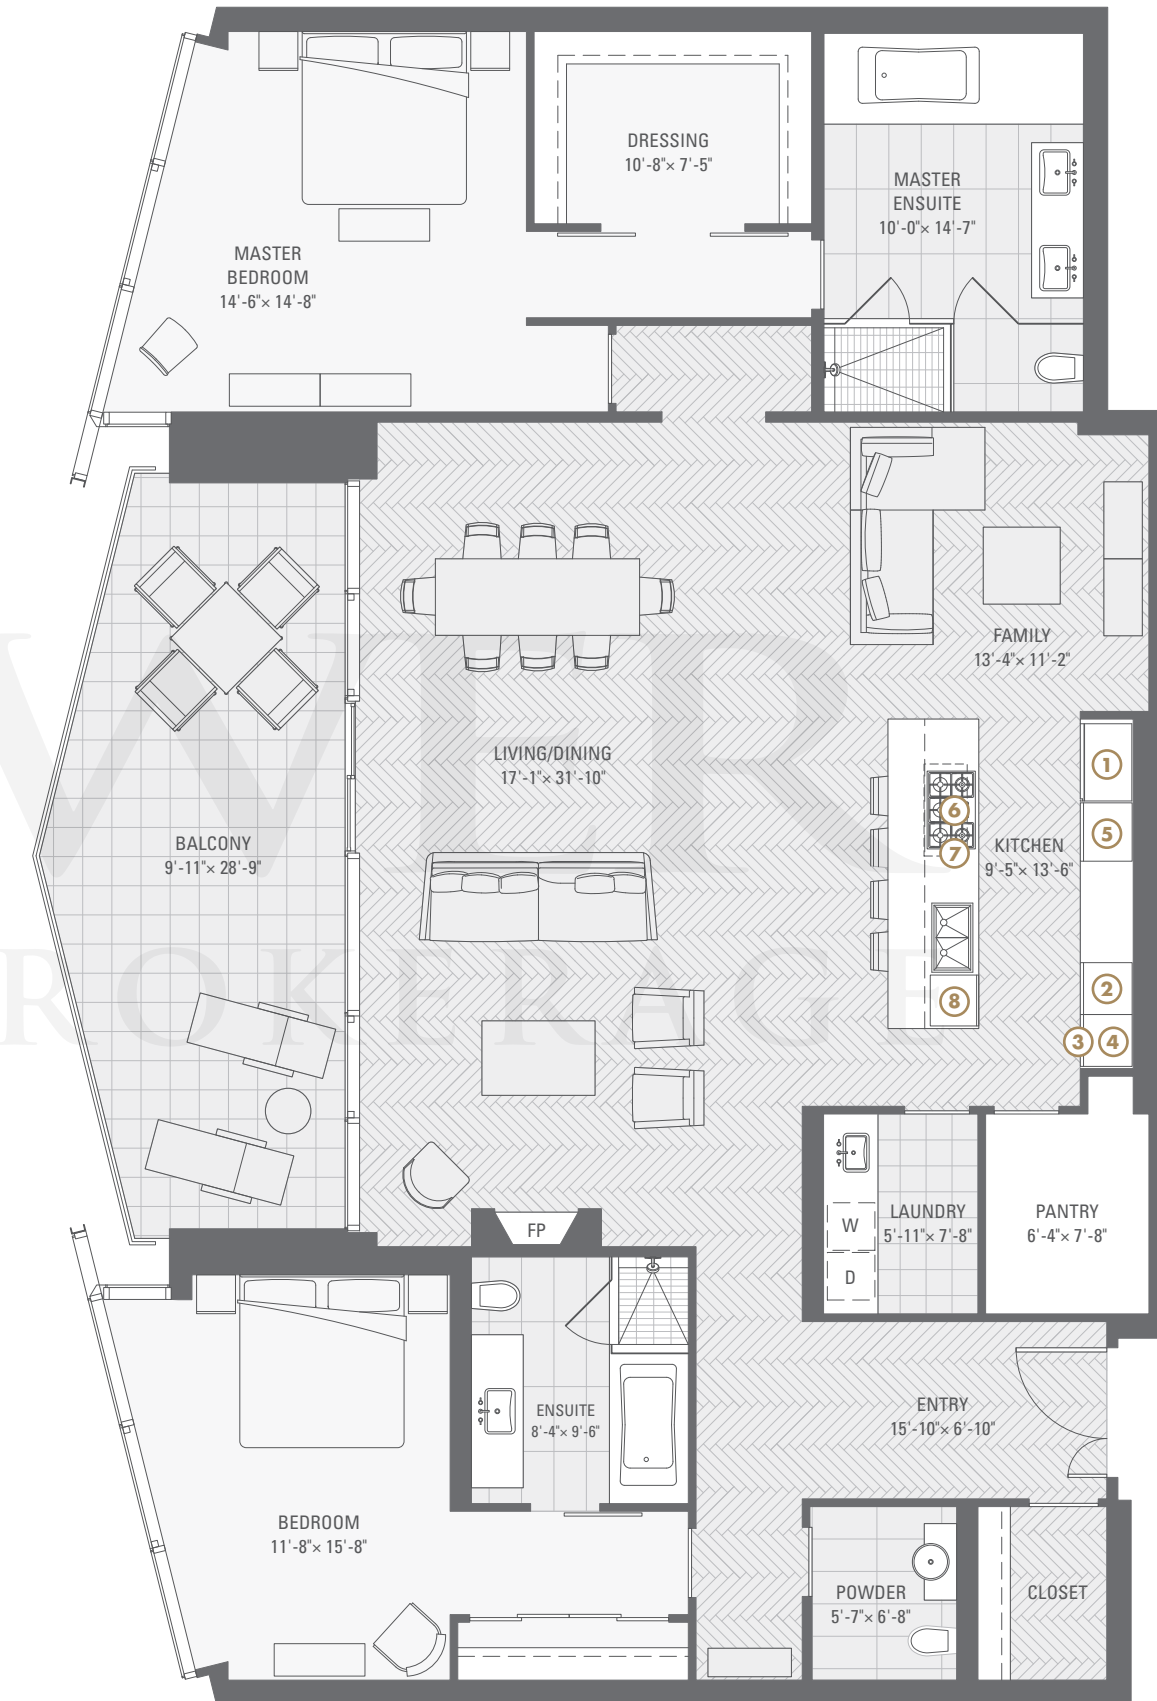 DRESSING
10'-8"× 7'-5"
MASTER
ENSUITE
10'-0"× 14'-7"
MASTER
BEDROOM
14'-6"× 14'-8"
FAMILY
13'-4"× 11'-2"
WER
LIVING/DINING
17'-1"× 31'-10"
1
6
5
7
KITCHEN
9'-5"× 13'-6"
BALCONY
9'-11"× 28'-9"
ROKERAGE
2
8
3 4
LAUNDRY
5'-11"× 7'-8"
PANTRY
6'-4"× 7'-8"
W
D
FP
ENTRY
15'-10"× 6'-10"
ENSUITE
8'-4"× 9'-6"
BEDROOM
11'-8"× 15'-8"
POWDER
5'-7"× 6'-8"
CLOSET